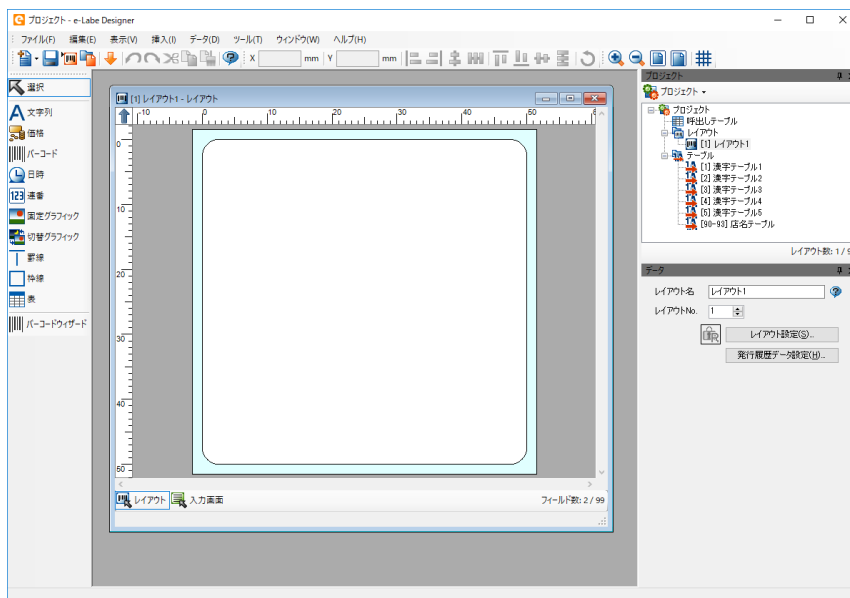 プロジェクト - e-Labe Designer
ファイル(F) 編集(E) 表示(V) 挿入(I) データ(D) ツール(T) ウィンドウ(W) ヘルプ(H)
X mm Y mm
選択
文字列
価格
バーコード
日時
123 連番
固定グラフィック
切替グラフィック
罫線
枠線
表
バーコードウィザード
[1] レイアウト1 - レイアウト
-10 0 10 20 30 40 50
0
10
20
30
40
50
レイアウト 入力画面 フィールド数: 2 / 99
プロジェクト
プロジェクト
プロジェクト
呼出しテーブル
レイアウト
[1] レイアウト1
テーブル
[1] 漢字テーブル1
[2] 漢字テーブル2
[3] 漢字テーブル3
[4] 漢字テーブル4
[5] 漢字テーブル5
[90-93] 店名テーブル
レイアウト数: 1 / 9
データ
レイアウト名 レイアウト1
レイアウトNo. 1
レイアウト設定(S)...
発行履歴データ設定(H)...